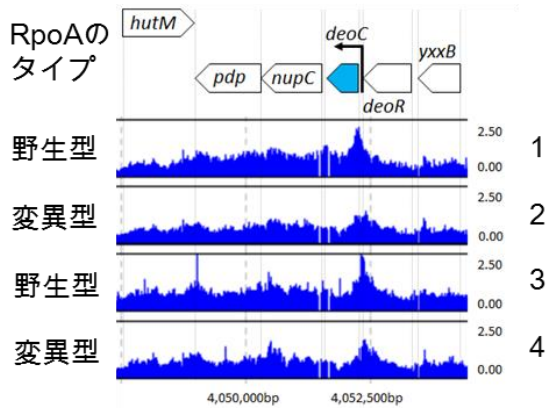 RpoAの
タイプ
hutM
deoC
yxxB
pdp
nupC
deoR
野生型
2.50
0.00
1
変異型
2.50
0.00
2
野生型
2.50
0.00
3
変異型
2.50
0.00
4
4,050,000bp
4,052,500bp